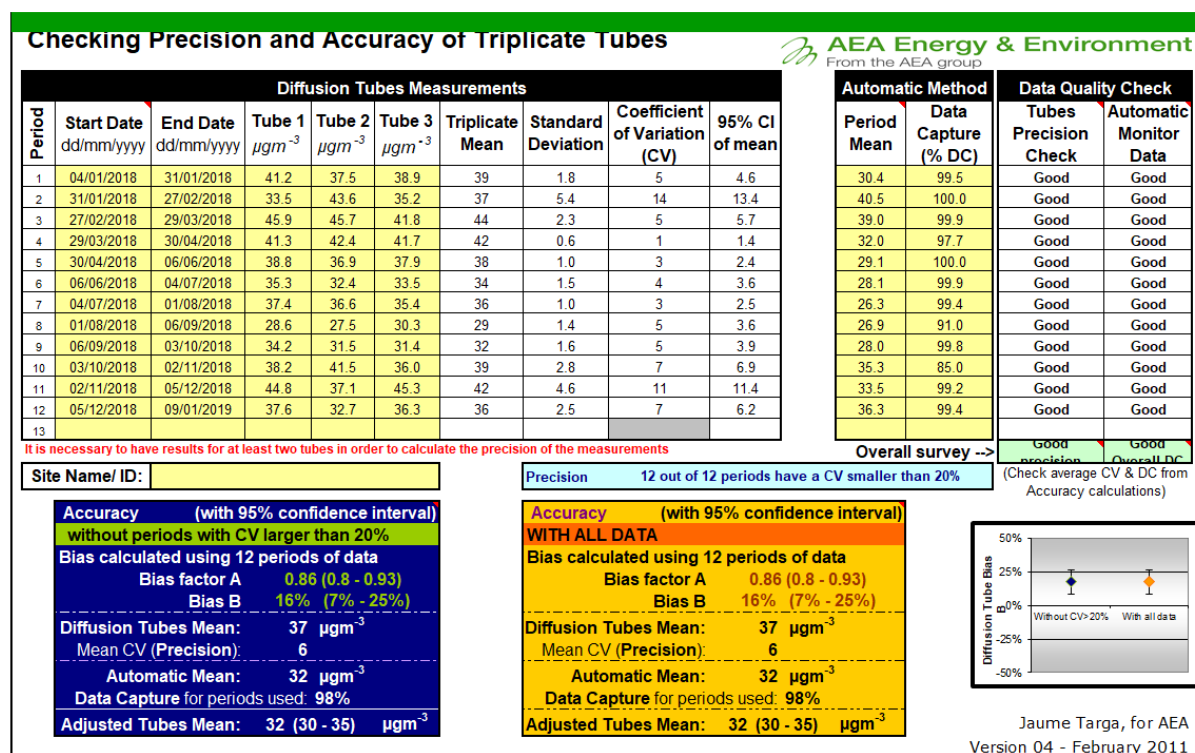 Checking Precision and Accuracy of Triplicate Tubes
AEA Energy & Environment
From the AEA group
Diffusion Tubes Measurements
Automatic Method
Data Quality Check
Period
Start Date dd/mm/yyyy
End Date dd/mm/yyyy
Tube 1 µgm⁻³
Tube 2 µgm⁻³
Tube 3 µgm⁻³
Triplicate Mean
Standard Deviation
Coefficient of Variation (CV)
95% CI of mean
Period Mean
Data Capture (% DC)
Tubes Precision Check
Automatic Monitor Data
1 04/01/2018 31/01/2018 41.2 37.5 38.9 39 1.8 5 4.6 30.4 99.5 Good Good
2 31/01/2018 27/02/2018 33.5 43.6 35.2 37 5.4 14 13.4 40.5 100.0 Good Good
3 27/02/2018 29/03/2018 45.9 45.7 41.8 44 2.3 5 5.7 39.0 99.9 Good Good
4 29/03/2018 30/04/2018 41.3 42.4 41.7 42 0.6 1 1.4 32.0 97.7 Good Good
5 30/04/2018 06/06/2018 38.8 36.9 37.9 38 1.0 3 2.4 29.1 100.0 Good Good
6 06/06/2018 04/07/2018 35.3 32.4 33.5 34 1.5 4 3.6 28.1 99.9 Good Good
7 04/07/2018 01/08/2018 37.4 36.6 35.4 36 1.0 3 2.5 26.3 99.4 Good Good
8 01/08/2018 06/09/2018 28.6 27.5 30.3 29 1.4 5 3.6 26.9 91.0 Good Good
9 06/09/2018 03/10/2018 34.2 31.5 31.4 32 1.6 5 3.9 28.0 99.8 Good Good
10 03/10/2018 02/11/2018 38.2 41.5 36.0 39 2.8 7 6.9 35.3 85.0 Good Good
11 02/11/2018 05/12/2018 44.8 37.1 45.3 42 4.6 11 11.4 33.5 99.2 Good Good
12 05/12/2018 09/01/2019 37.6 32.7 36.3 36 2.5 7 6.2 36.3 99.4 Good Good
13
It is necessary to have results for at least two tubes in order to calculate the precision of the measurements
Overall survey -->
Good precision
Good Overall DC
Site Name/ ID:
Precision 12 out of 12 periods have a CV smaller than 20%
(Check average CV & DC from Accuracy calculations)
Accuracy (with 95% confidence interval)
without periods with CV larger than 20%
Bias calculated using 12 periods of data
Bias factor A 0.86 (0.8 - 0.93)
Bias B 16% (7% - 25%)
Diffusion Tubes Mean: 37 µgm⁻³
Mean CV (Precision): 6
Automatic Mean: 32 µgm⁻³
Data Capture for periods used: 98%
Adjusted Tubes Mean: 32 (30 - 35) µgm⁻³
Accuracy (with 95% confidence interval)
WITH ALL DATA
Bias calculated using 12 periods of data
Bias factor A 0.86 (0.8 - 0.93)
Bias B 16% (7% - 25%)
Diffusion Tubes Mean: 37 µgm⁻³
Mean CV (Precision): 6
Automatic Mean: 32 µgm⁻³
Data Capture for periods used: 98%
Adjusted Tubes Mean: 32 (30 - 35) µgm⁻³
Diffusion Tube Bias B
50%
25%
0%
-25%
-50%
Without CV>20%
With all data
Jaume Targa, for AEA
Version 04 - February 2011